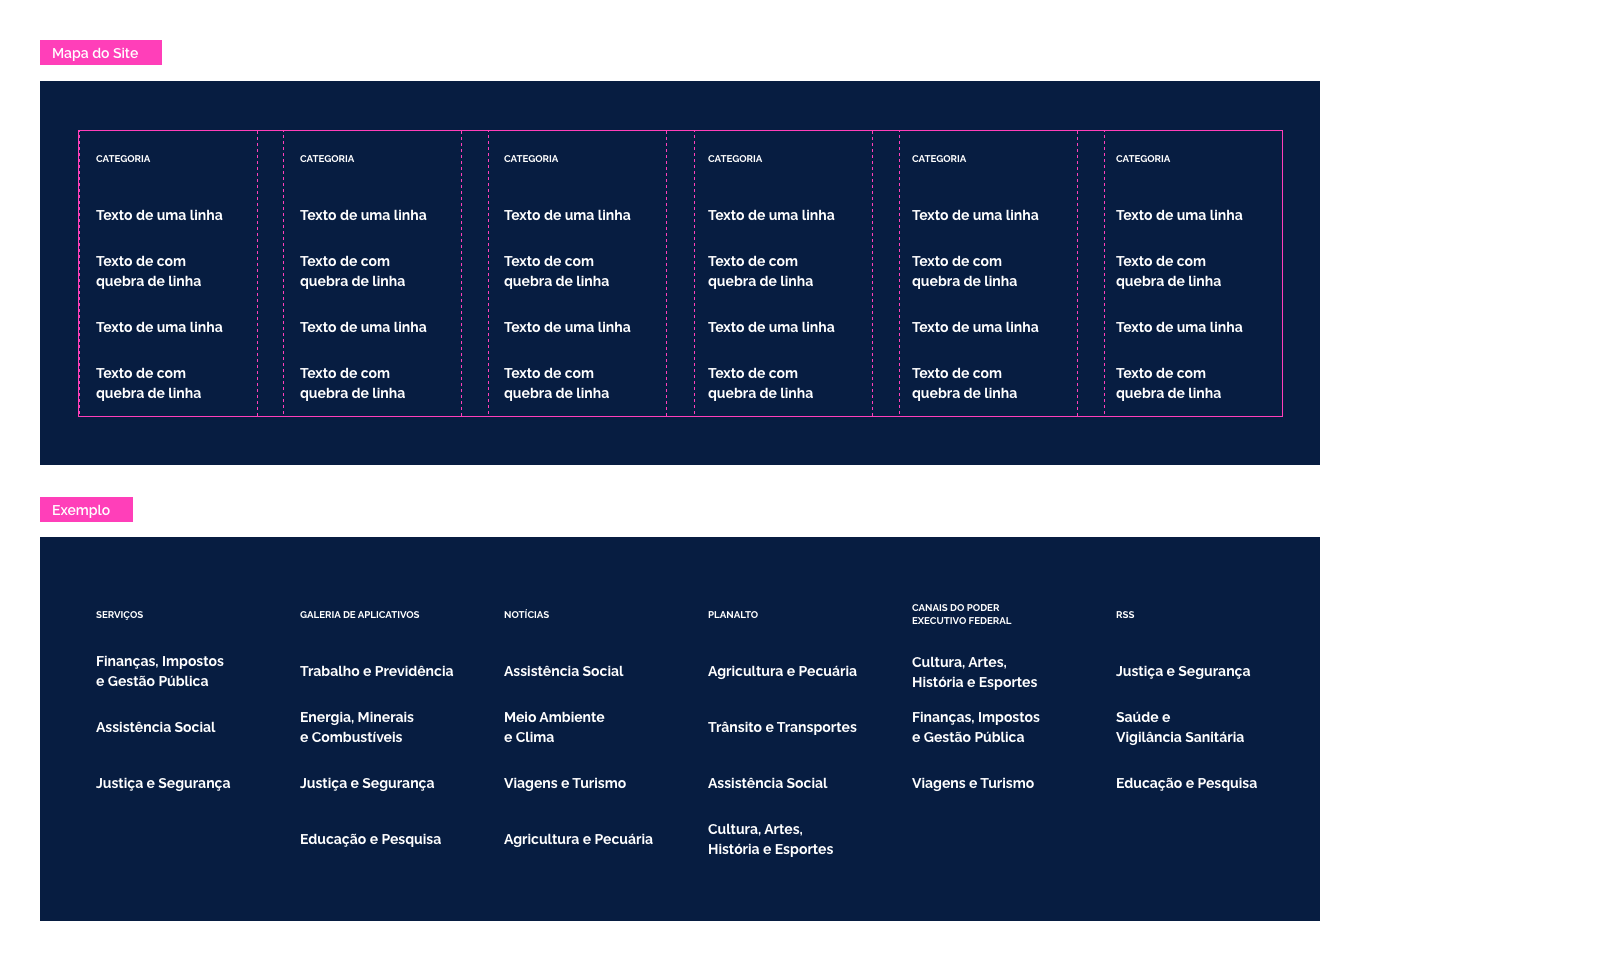 Mapa do Site
CATEGORIA
Texto de uma linha
Texto de com
quebra de linha
Texto de uma linha
Texto de com
quebra de linha
CATEGORIA
Texto de uma linha
Texto de com
quebra de linha
Texto de uma linha
Texto de com
quebra de linha
CATEGORIA
Texto de uma linha
Texto de com
quebra de linha
Texto de uma linha
Texto de com
quebra de linha
CATEGORIA
Texto de uma linha
Texto de com
quebra de linha
Texto de uma linha
Texto de com
quebra de linha
CATEGORIA
Texto de uma linha
Texto de com
quebra de linha
Texto de uma linha
Texto de com
quebra de linha
CATEGORIA
Texto de uma linha
Texto de com
quebra de linha
Texto de uma linha
Texto de com
quebra de linha
Exemplo
SERVIÇOS
Finanças, Impostos
e Gestão Pública
Assistência Social
Justiça e Segurança
GALERIA DE APLICATIVOS
Trabalho e Previdência
Energia, Minerais
e Combustíveis
Justiça e Segurança
Educação e Pesquisa
NOTÍCIAS
Assistência Social
Meio Ambiente
e Clima
Viagens e Turismo
Agricultura e Pecuária
PLANALTO
Agricultura e Pecuária
Trânsito e Transportes
Assistência Social
Cultura, Artes,
História e Esportes
CANAIS DO PODER
EXECUTIVO FEDERAL
Cultura, Artes,
História e Esportes
Finanças, Impostos
e Gestão Pública
Viagens e Turismo
RSS
Justiça e Segurança
Saúde e
Vigilância Sanitária
Educação e Pesquisa